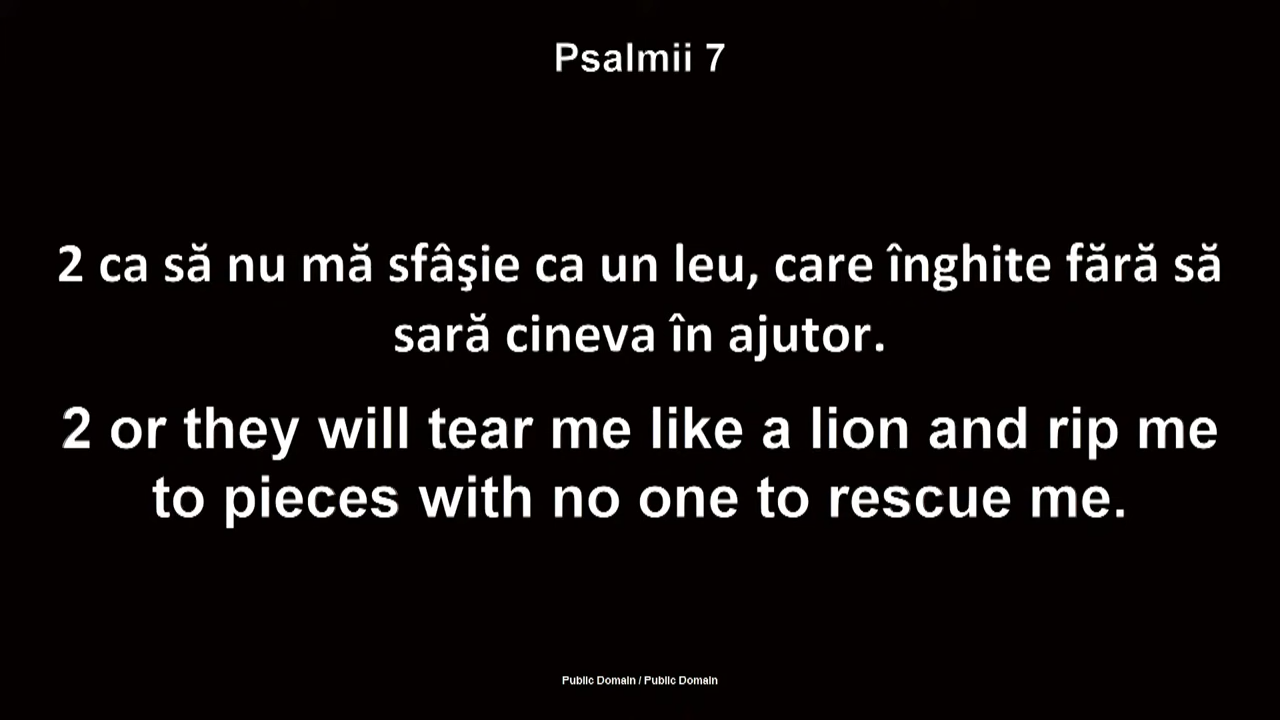 Psalmii 7
2 ca să nu mă sfâşie ca un leu, care înghite fără să
sară cineva în ajutor.
2 or they will tear me like a lion and rip me
to pieces with no one to rescue me.
Public Domain / Public Domain